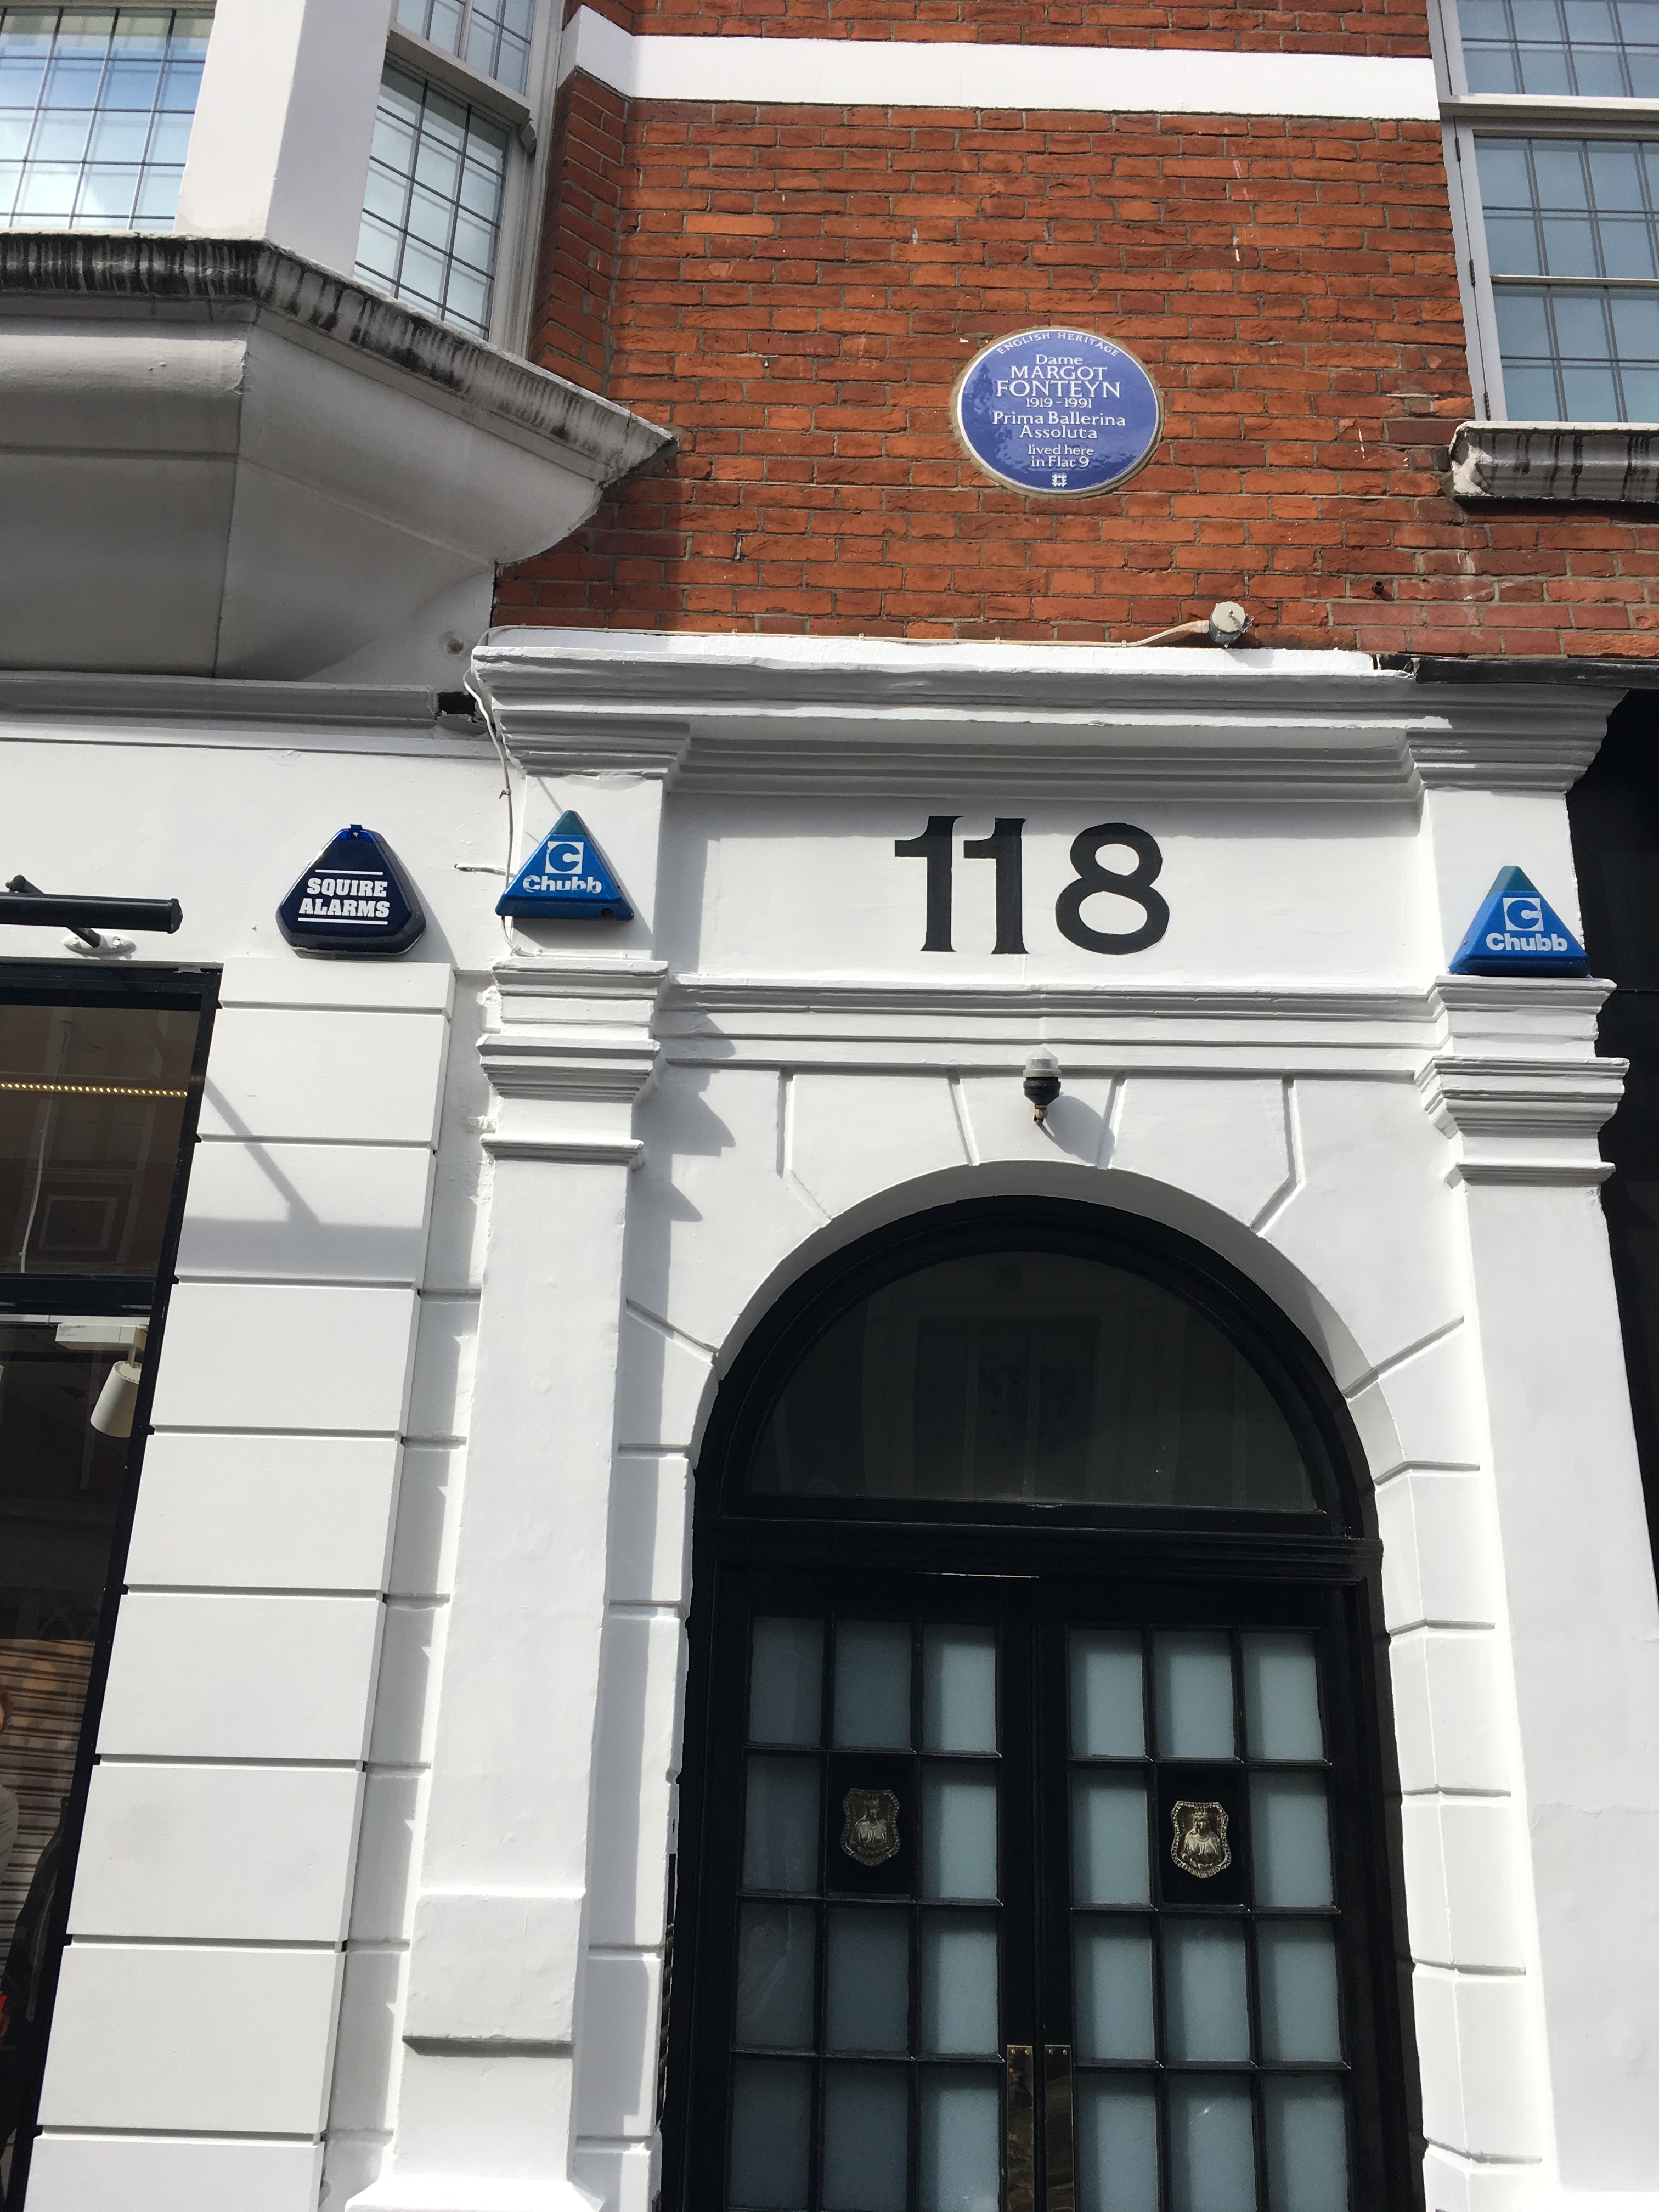 ENGLISH HERITAGE
Dame
MARGOT
FONTEYN
1919-1991
Prima Ballerina
Assoluta
lived here
in Flat 9
118
SQUIRE
ALARMS
C
Chubb
C
Chubb